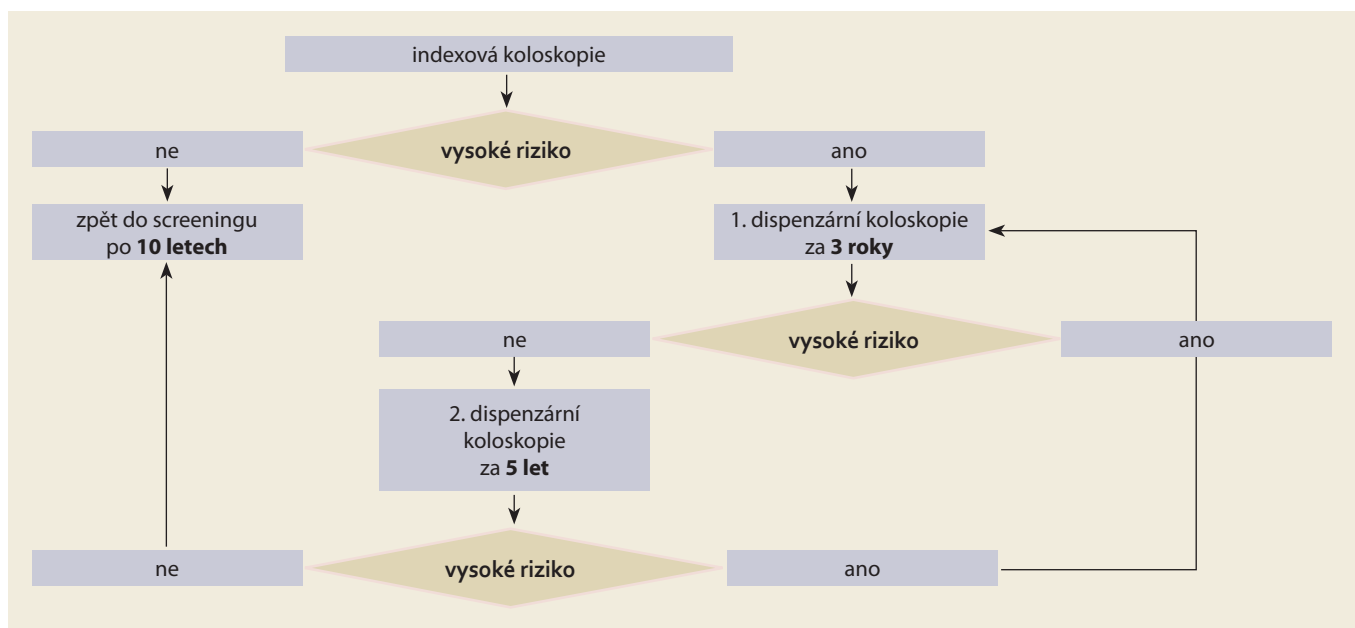 indexová koloskopie
ne
vysoké riziko
ano
zpět do screeningu
po 10 letech
1. dispenzární koloskopie
za 3 roky
ne
vysoké riziko
ano
2. dispenzární
koloskopie
za 5 let
ne
vysoké riziko
ano